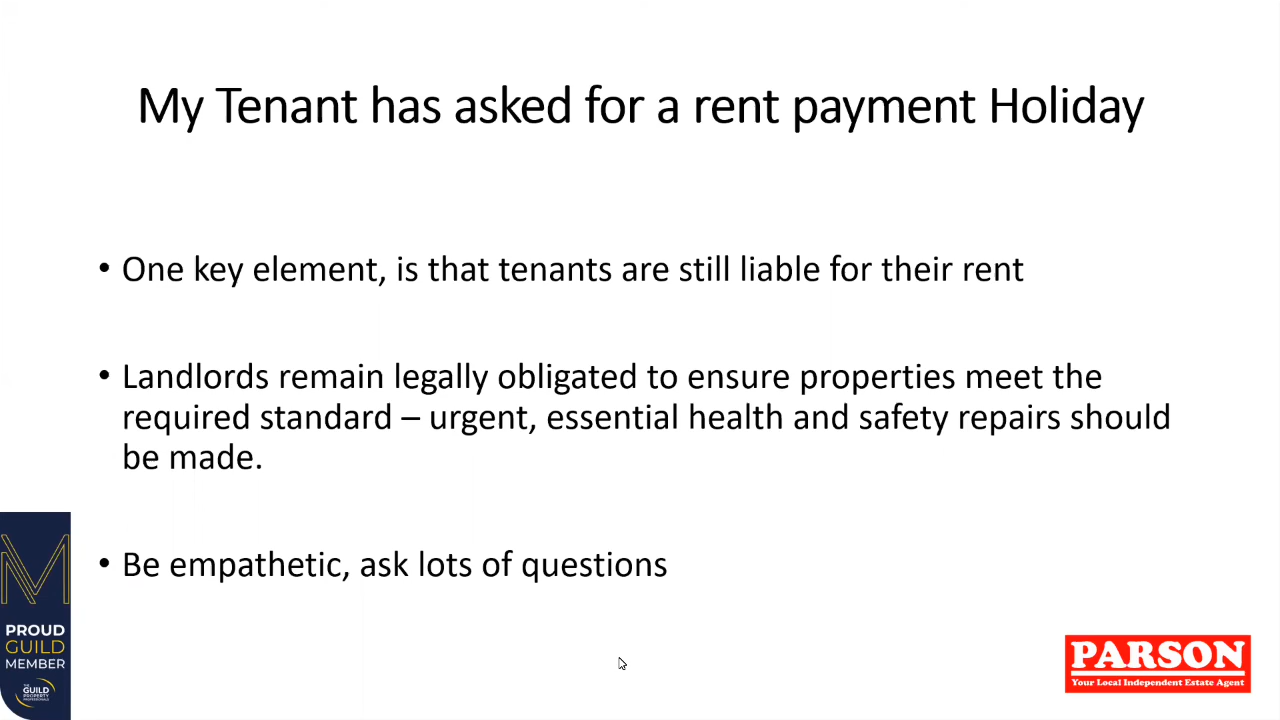 My Tenant has asked for a rent payment Holiday
• One key element, is that tenants are still liable for their rent
• Landlords remain legally obligated to ensure properties meet the
required standard – urgent, essential health and safety repairs should
be made.
• Be empathetic, ask lots of questions
M
PROUD
GUILD
MEMBER
THE
GUILD
PROPERTY
PROFESSIONALS
PARSON
Your Local Independent Estate Agent